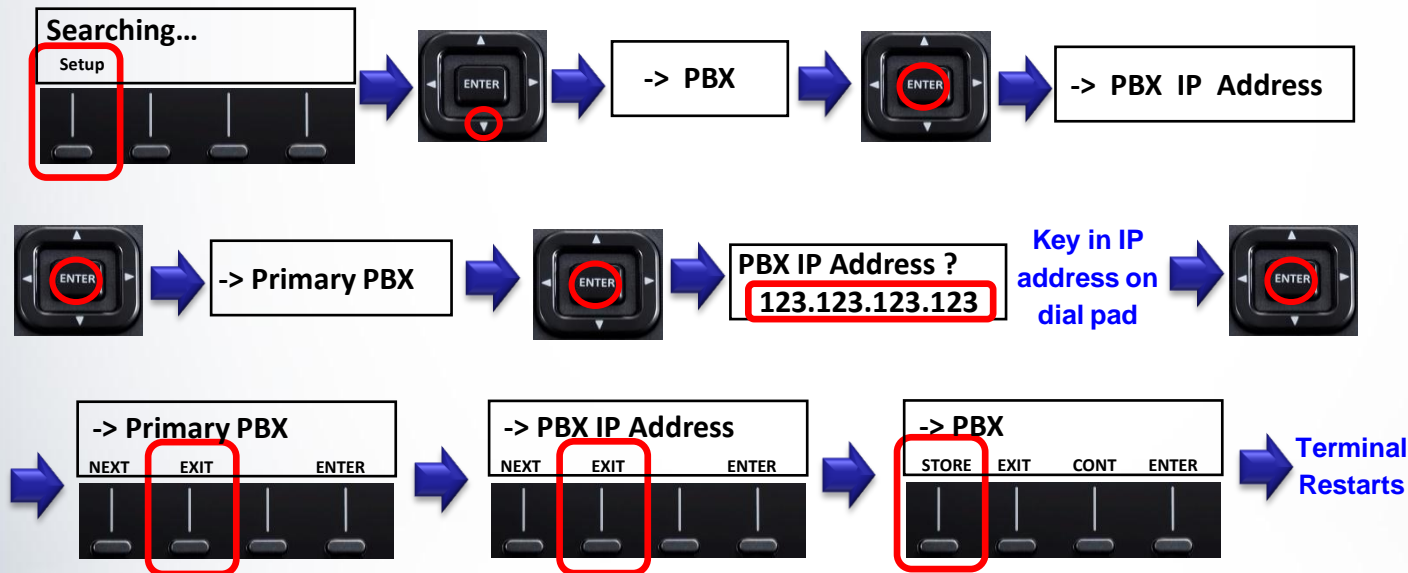 Searching...
Setup
ENTER
-> PBX
ENTER
-> PBX IP Address
ENTER
-> Primary PBX
ENTER
PBX IP Address ?
123.123.123.123
Key in IP
address on
dial pad
ENTER
-> Primary PBX
NEXT EXIT ENTER
-> PBX IP Address
NEXT EXIT ENTER
-> PBX
STORE EXIT CONT ENTER
Terminal
Restarts